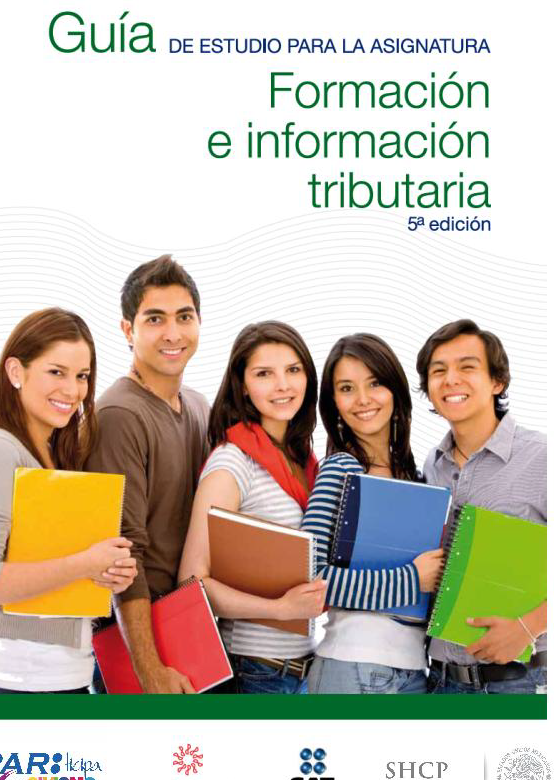 Guía DE ESTUDIO PARA LA ASIGNATURA
Formación
e información
tributaria
5ª edición
SHCP